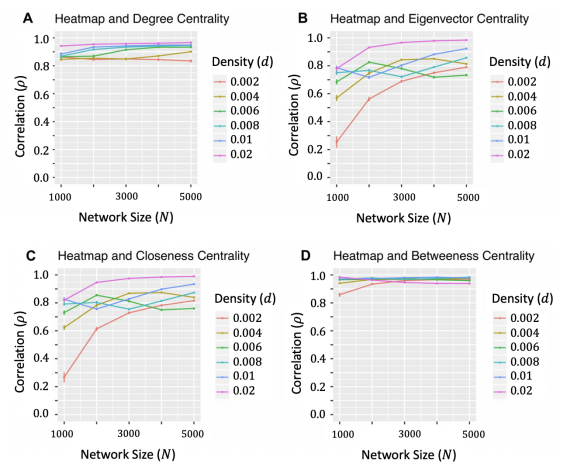 A Heatmap and Degree Centrality
1.0
0.8
0.6
0.4
0.2
0.0
Correlation (ρ)
1000 3000 5000
Network Size (N)
Density (d)
0.002
0.004
0.006
0.008
0.01
0.02
B Heatmap and Eigenvector Centrality
1.0
0.8
0.6
0.4
0.2
0.0
Correlation (ρ)
1000 3000 5000
Network Size (N)
Density (d)
0.002
0.004
0.006
0.008
0.01
0.02
C Heatmap and Closeness Centrality
1.0
0.8
0.6
0.4
0.2
0.0
Correlation (ρ)
1000 3000 5000
Network Size (N)
Density (d)
0.002
0.004
0.006
0.008
0.01
0.02
D Heatmap and Betweeness Centrality
1.0
0.8
0.6
0.4
0.2
0.0
Correlation (ρ)
1000 3000 5000
Network Size (N)
Density (d)
0.002
0.004
0.006
0.008
0.01
0.02